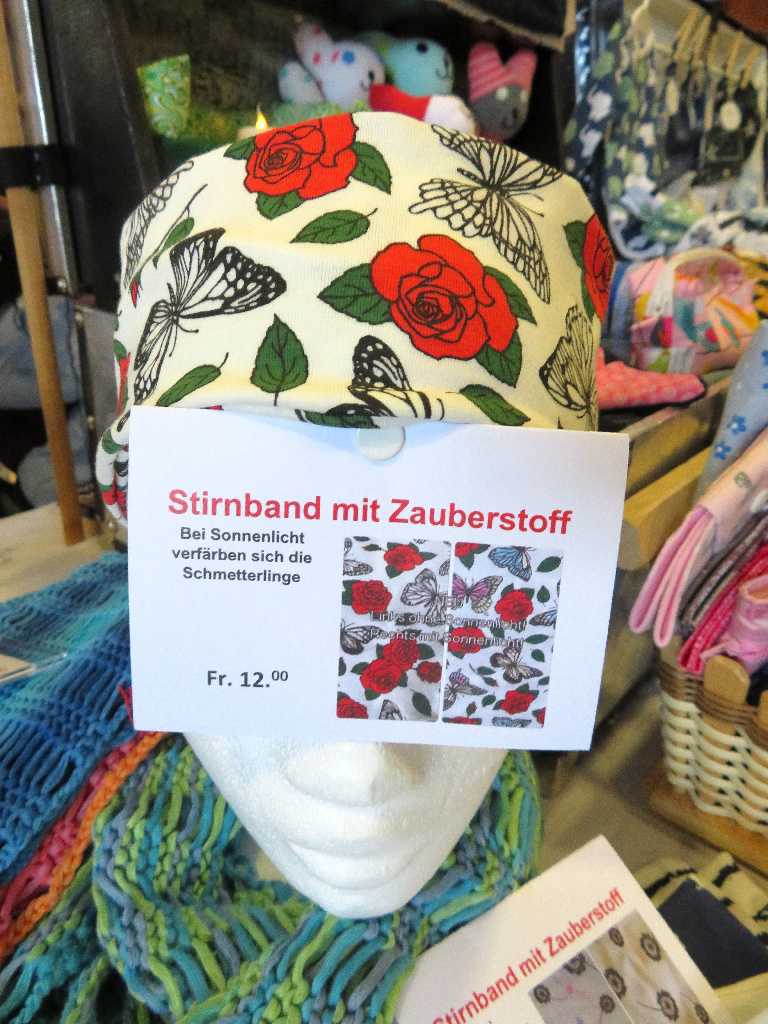 Stirnband mit Zauberstoff
Bei Sonnenlicht
verfärben sich die
Schmetterlinge
Links ohne Sonnenlicht!
Rechts mit Sonnenlicht!
Fr. 12.00
Stirnband mit Zauberstoff